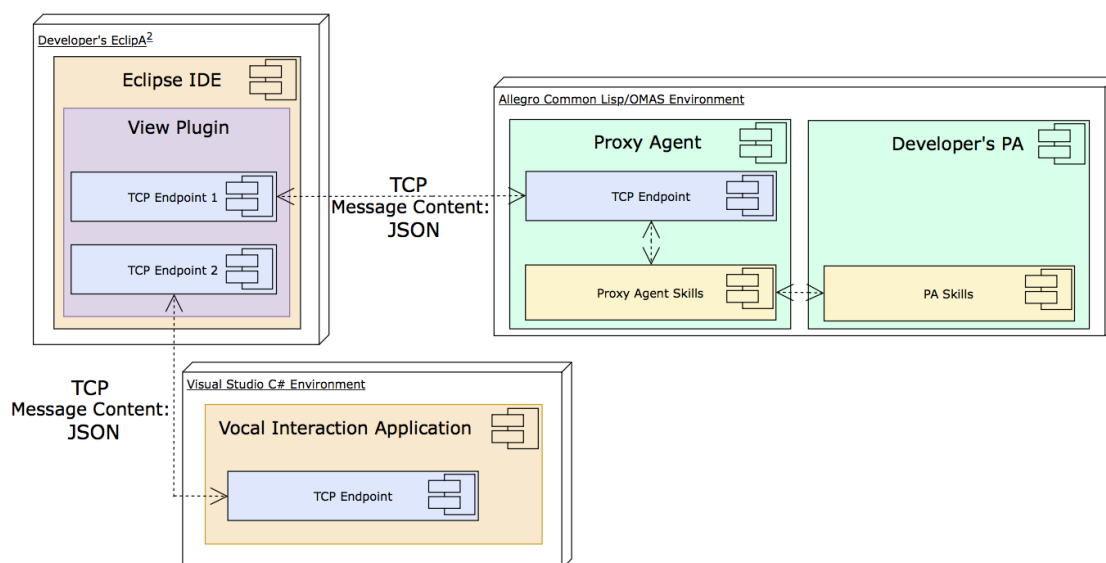 Developer's EclipA²
Eclipse IDE
View Plugin
TCP Endpoint 1
TCP Endpoint 2
TCP
Message Content:
JSON
Allegro Common Lisp/OMAS Environment
Proxy Agent
TCP Endpoint
Proxy Agent Skills
Developer's PA
PA Skills
TCP
Message Content:
JSON
Visual Studio C# Environment
Vocal Interaction Application
TCP Endpoint